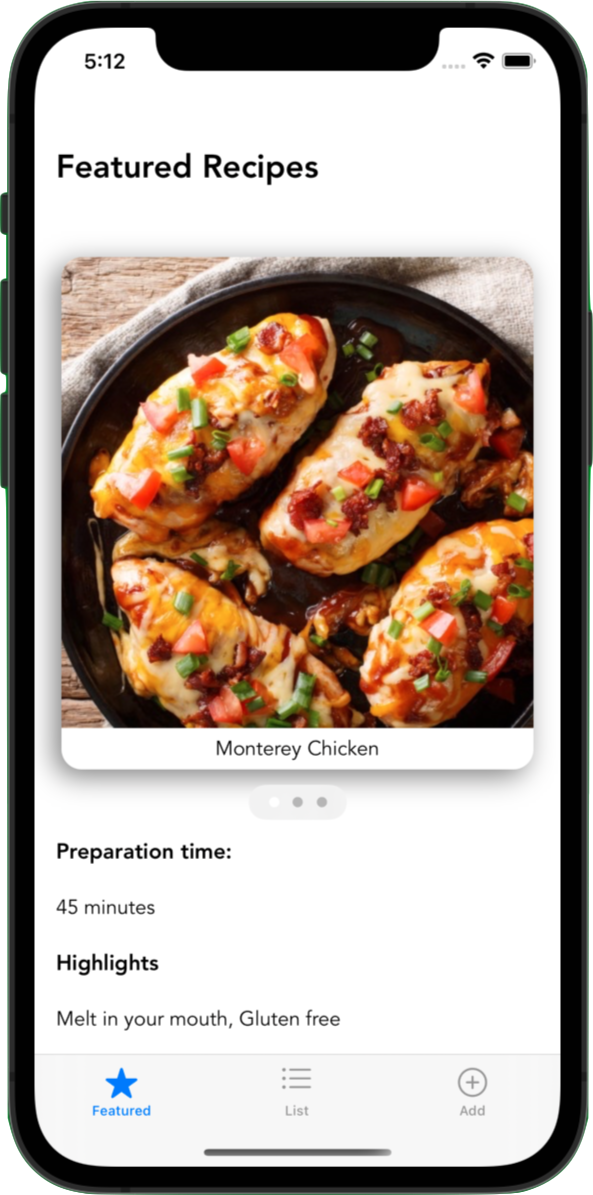 5:12
Featured Recipes
Monterey Chicken
Preparation time:
45 minutes
Highlights
Melt in your mouth, Gluten free
Featured
List
Add